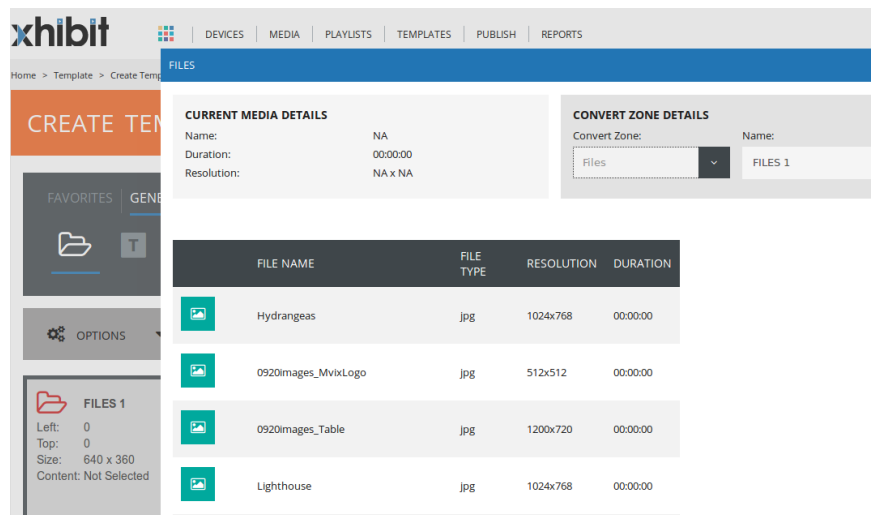 xhibit
DEVICES MEDIA PLAYLISTS TEMPLATES PUBLISH REPORTS
Home > Template > Create Temp
FILES
CREATE TEM
CURRENT MEDIA DETAILS
Name: NA
Duration: 00:00:00
Resolution: NA x NA
CONVERT ZONE DETAILS
Convert Zone: Name:
Files FILES 1
FAVORITES GENE
T
OPTIONS
FILES 1
Left: 0
Top: 0
Size: 640 x 360
Content: Not Selected
FILE NAME FILE TYPE RESOLUTION DURATION
Hydrangeas jpg 1024x768 00:00:00
0920images_MvixLogo jpg 512x512 00:00:00
0920images_Table jpg 1200x720 00:00:00
Lighthouse jpg 1024x768 00:00:00